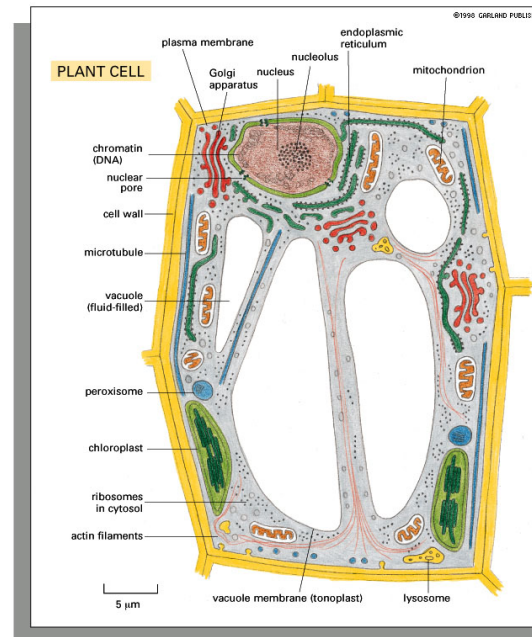 ©1998 GARLAND PUBLIS
PLANT CELL
plasma membrane
Golgi
apparatus
nucleus
nucleolus
endoplasmic
reticulum
mitochondrion
chromatin
(DNA)
nuclear
pore
cell wall
microtubule
vacuole
(fluid-filled)
peroxisome
chloroplast
ribosomes
in cytosol
actin filaments
5 µm
vacuole membrane (tonoplast)
lysosome